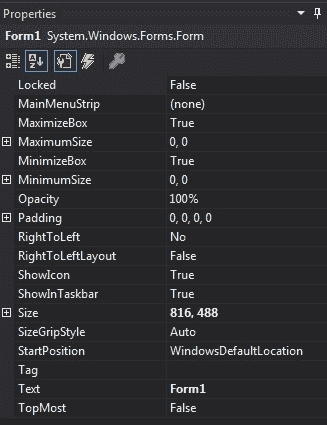 Properties
Form1 System.Windows.Forms.Form
Locked False
MainMenuStrip (none)
MaximizeBox True
MaximumSize 0, 0
MinimizeBox True
MinimumSize 0, 0
Opacity 100%
Padding 0, 0, 0, 0
RightToLeft No
RightToLeftLayout False
ShowIcon True
ShowInTaskbar True
Size 816, 488
SizeGripStyle Auto
StartPosition WindowsDefaultLocation
Tag
Text Form1
TopMost False